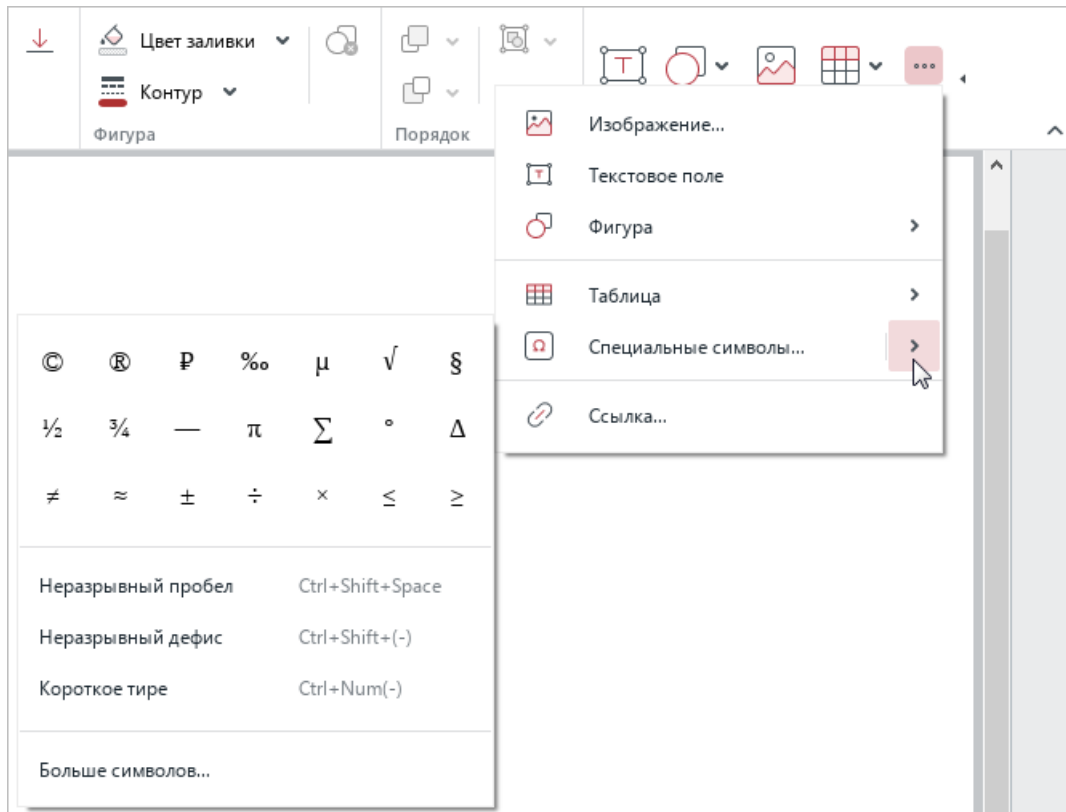 Цвет заливки
Контур
Фигура
Порядок
Изображение...
Текстовое поле
Фигура
Таблица
Специальные символы...
Ссылка...
© ® ₽ ‰ µ √ §
½ ¾ — π ∑ ° Δ
≠ ≈ ± ÷ × ≤ ≥
Неразрывный пробел Ctrl+Shift+Space
Неразрывный дефис Ctrl+Shift+(-)
Короткое тире Ctrl+Num(-)
Больше символов...